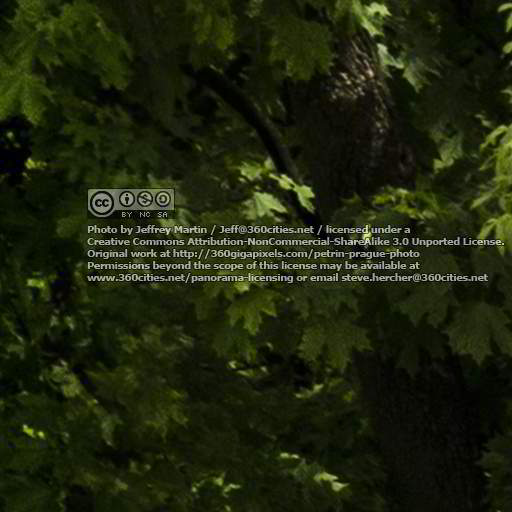 cc BY NC SA
Photo by Jeffrey Martin / Jeff@360cities.net / licensed under a
Creative Commons Attribution-NonCommercial-ShareAlike 3.0 Unported License.
Original work at http://360gigapixels.com/petrin-prague-photo
Permissions beyond the scope of this license may be available at
www.360cities.net/panorama-licensing or email steve.hercher@360cities.net